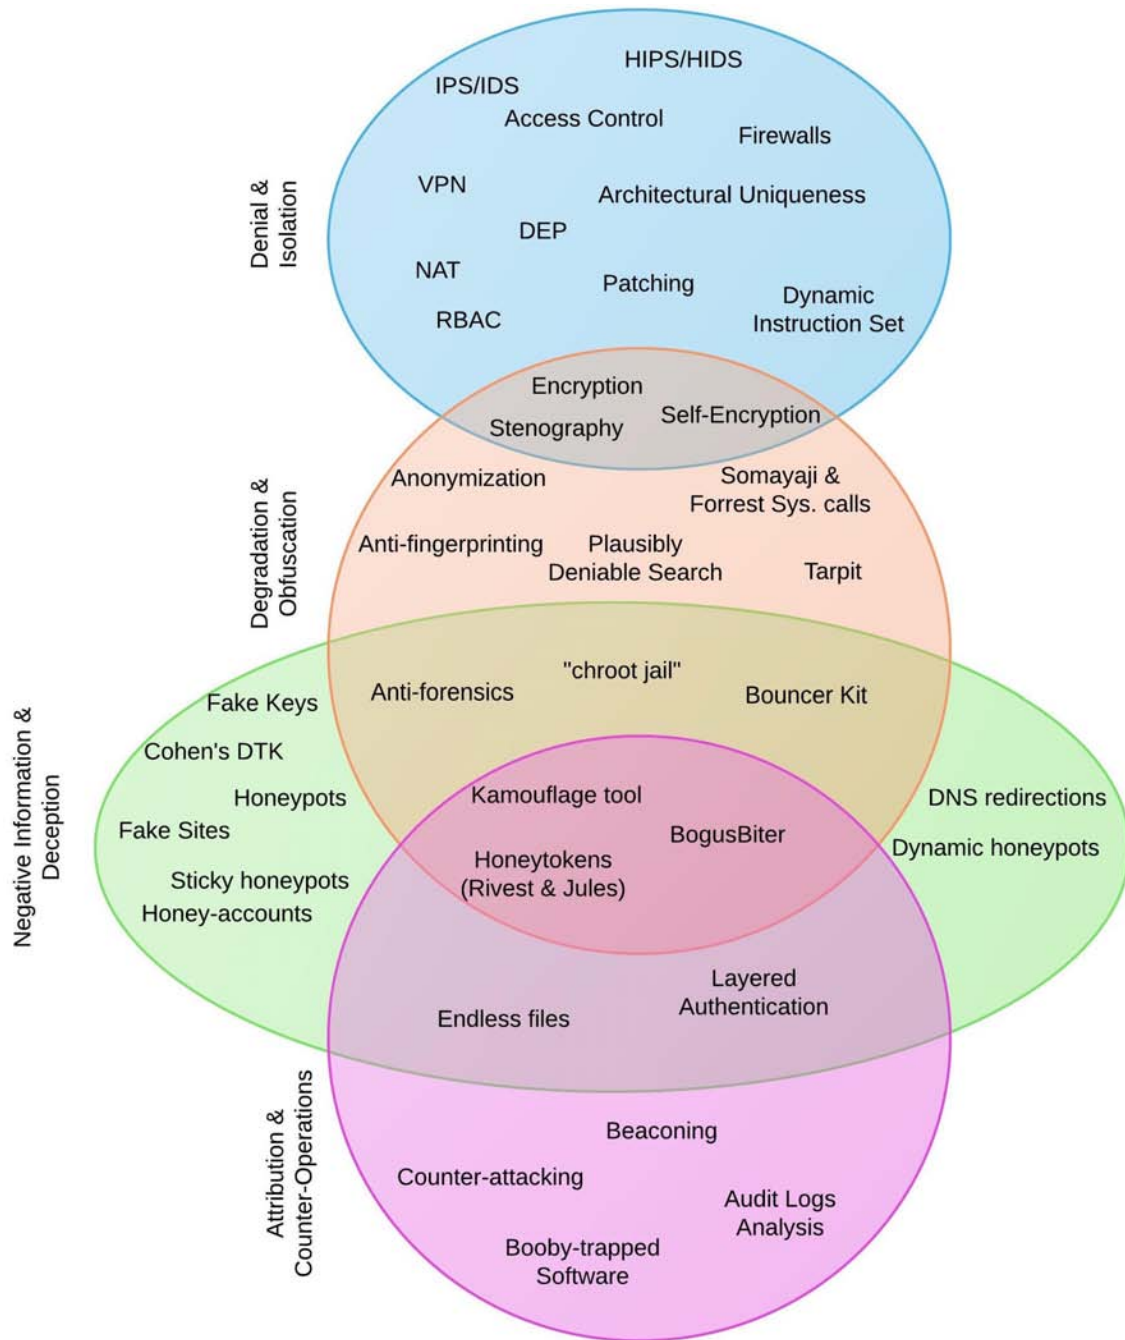 HIPS/HIDS
IPS/IDS
Access Control
Firewalls
VPN
Architectural Uniqueness
DEP
NAT
Patching
Dynamic
Instruction Set
RBAC
Denial &
Isolation
Encryption
Self-Encryption
Stenography
Anonymization
Somayaji &
Forrest Sys. calls
Anti-fingerprinting
Plausibly
Deniable Search
Tarpit
Degradation &
Obfuscation
"chroot jail"
Anti-forensics
Bouncer Kit
Fake Keys
Cohen's DTK
Honeypots
Fake Sites
Sticky honeypots
Honey-accounts
Negative Information &
Deception
Kamouflage tool
BogusBiter
Honeytokens
(Rivest & Jules)
DNS redirections
Dynamic honeypots
Layered
Authentication
Endless files
Attribution &
Counter-Operations
Beaconing
Counter-attacking
Audit Logs
Analysis
Booby-trapped
Software